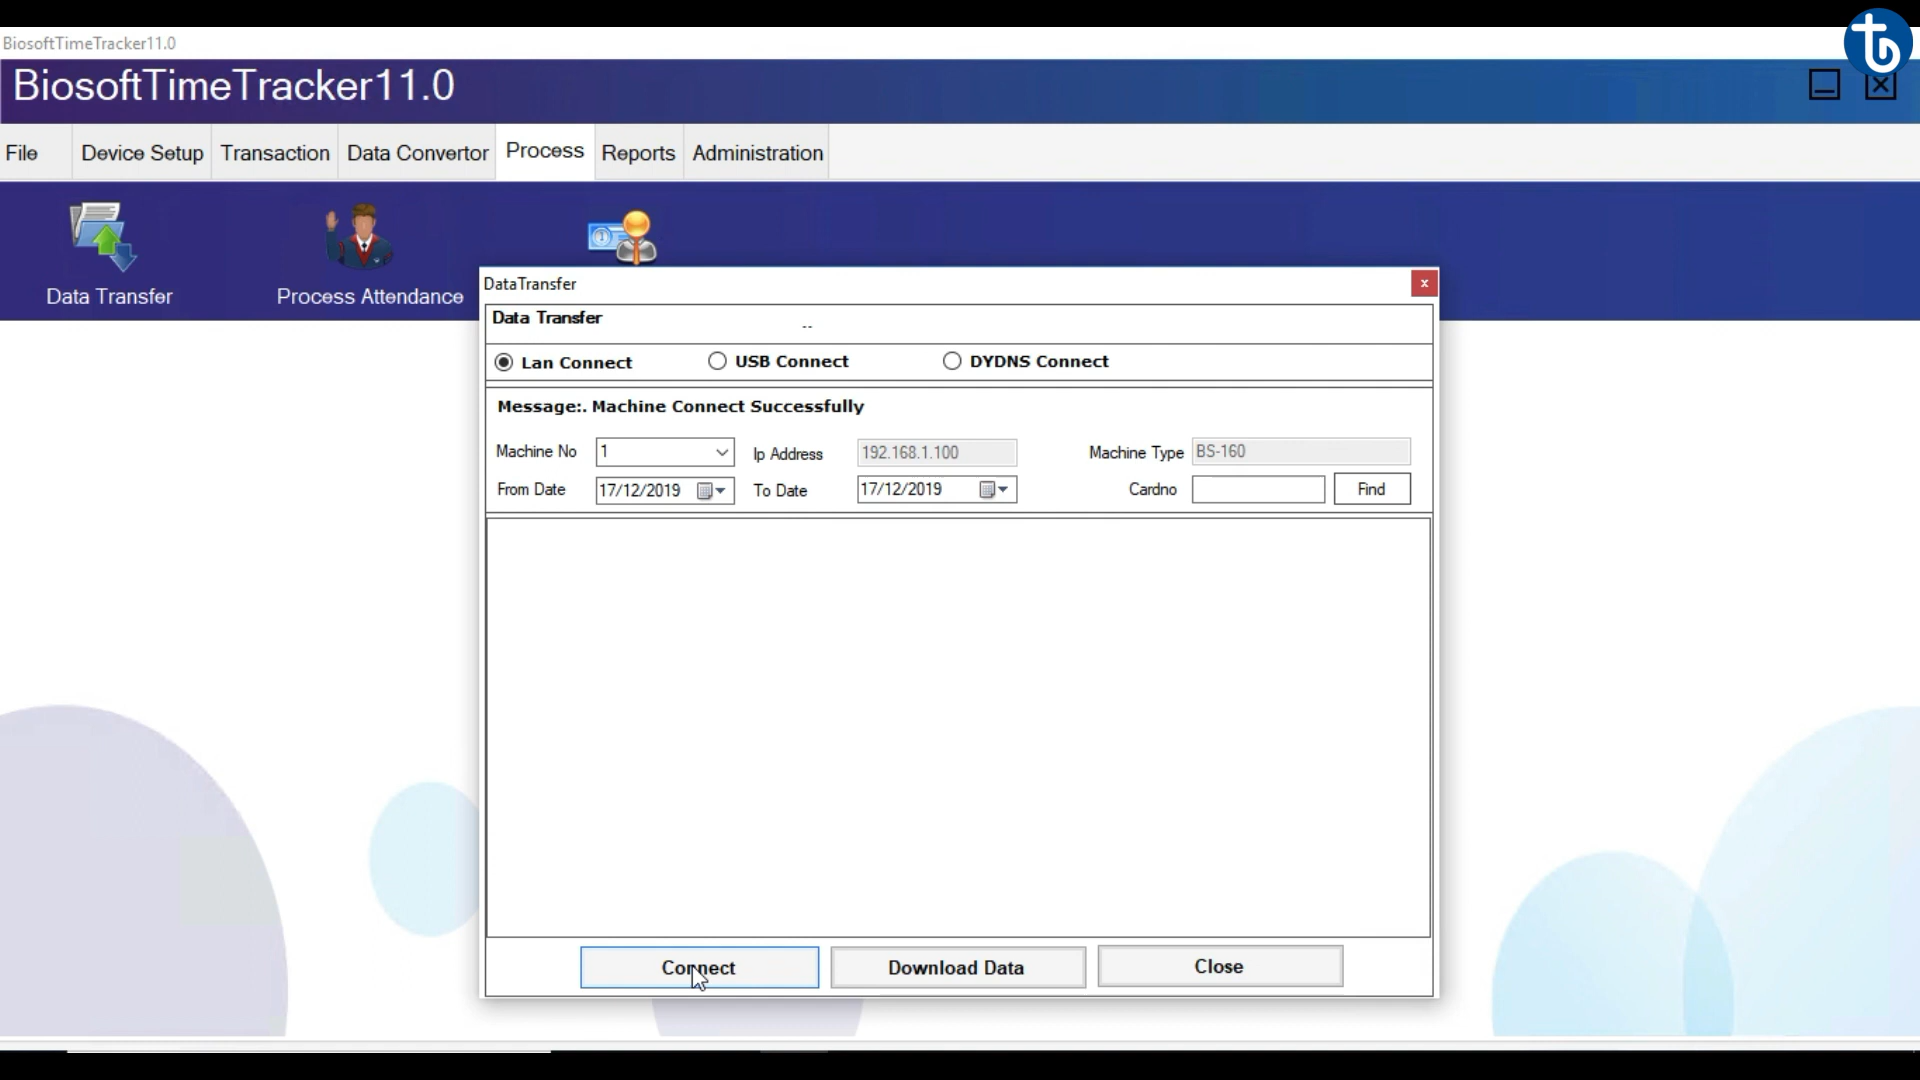 BiosoftTimeTracker11.0
BiosoftTimeTracker11.0
File Device Setup Transaction Data Convertor Process Reports Administration
Data Transfer Process Attendance
DataTransfer
Data Transfer --
Lan Connect USB Connect DYDNS Connect
Message:. Machine Connect Successfully
Machine No 1 Ip Address 192.168.1.100 Machine Type BS-160
From Date 17/12/2019 To Date 17/12/2019 Cardno Find
Connect Download Data Close